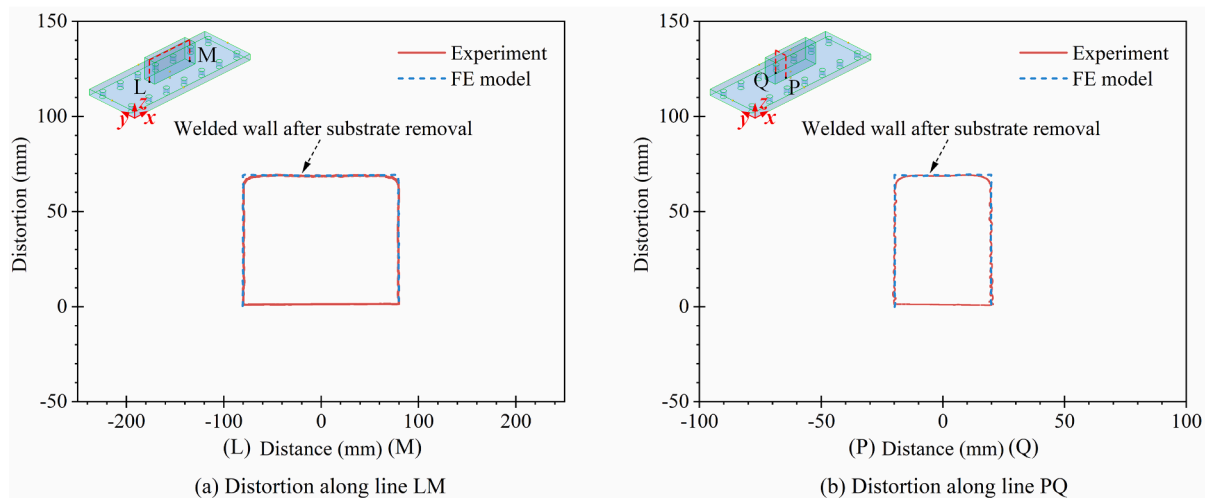 150
100
50
0
-50
Distortion (mm)
L
M
z
y
x
Experiment
FE model
Welded wall after substrate removal
-200
-100
0
100
200
(L) Distance (mm) (M)
(a) Distortion along line LM
150
100
50
0
-50
Distortion (mm)
Q
P
z
y
x
Experiment
FE model
Welded wall after substrate removal
-100
-50
0
50
100
(P) Distance (mm) (Q)
(b) Distortion along line PQ